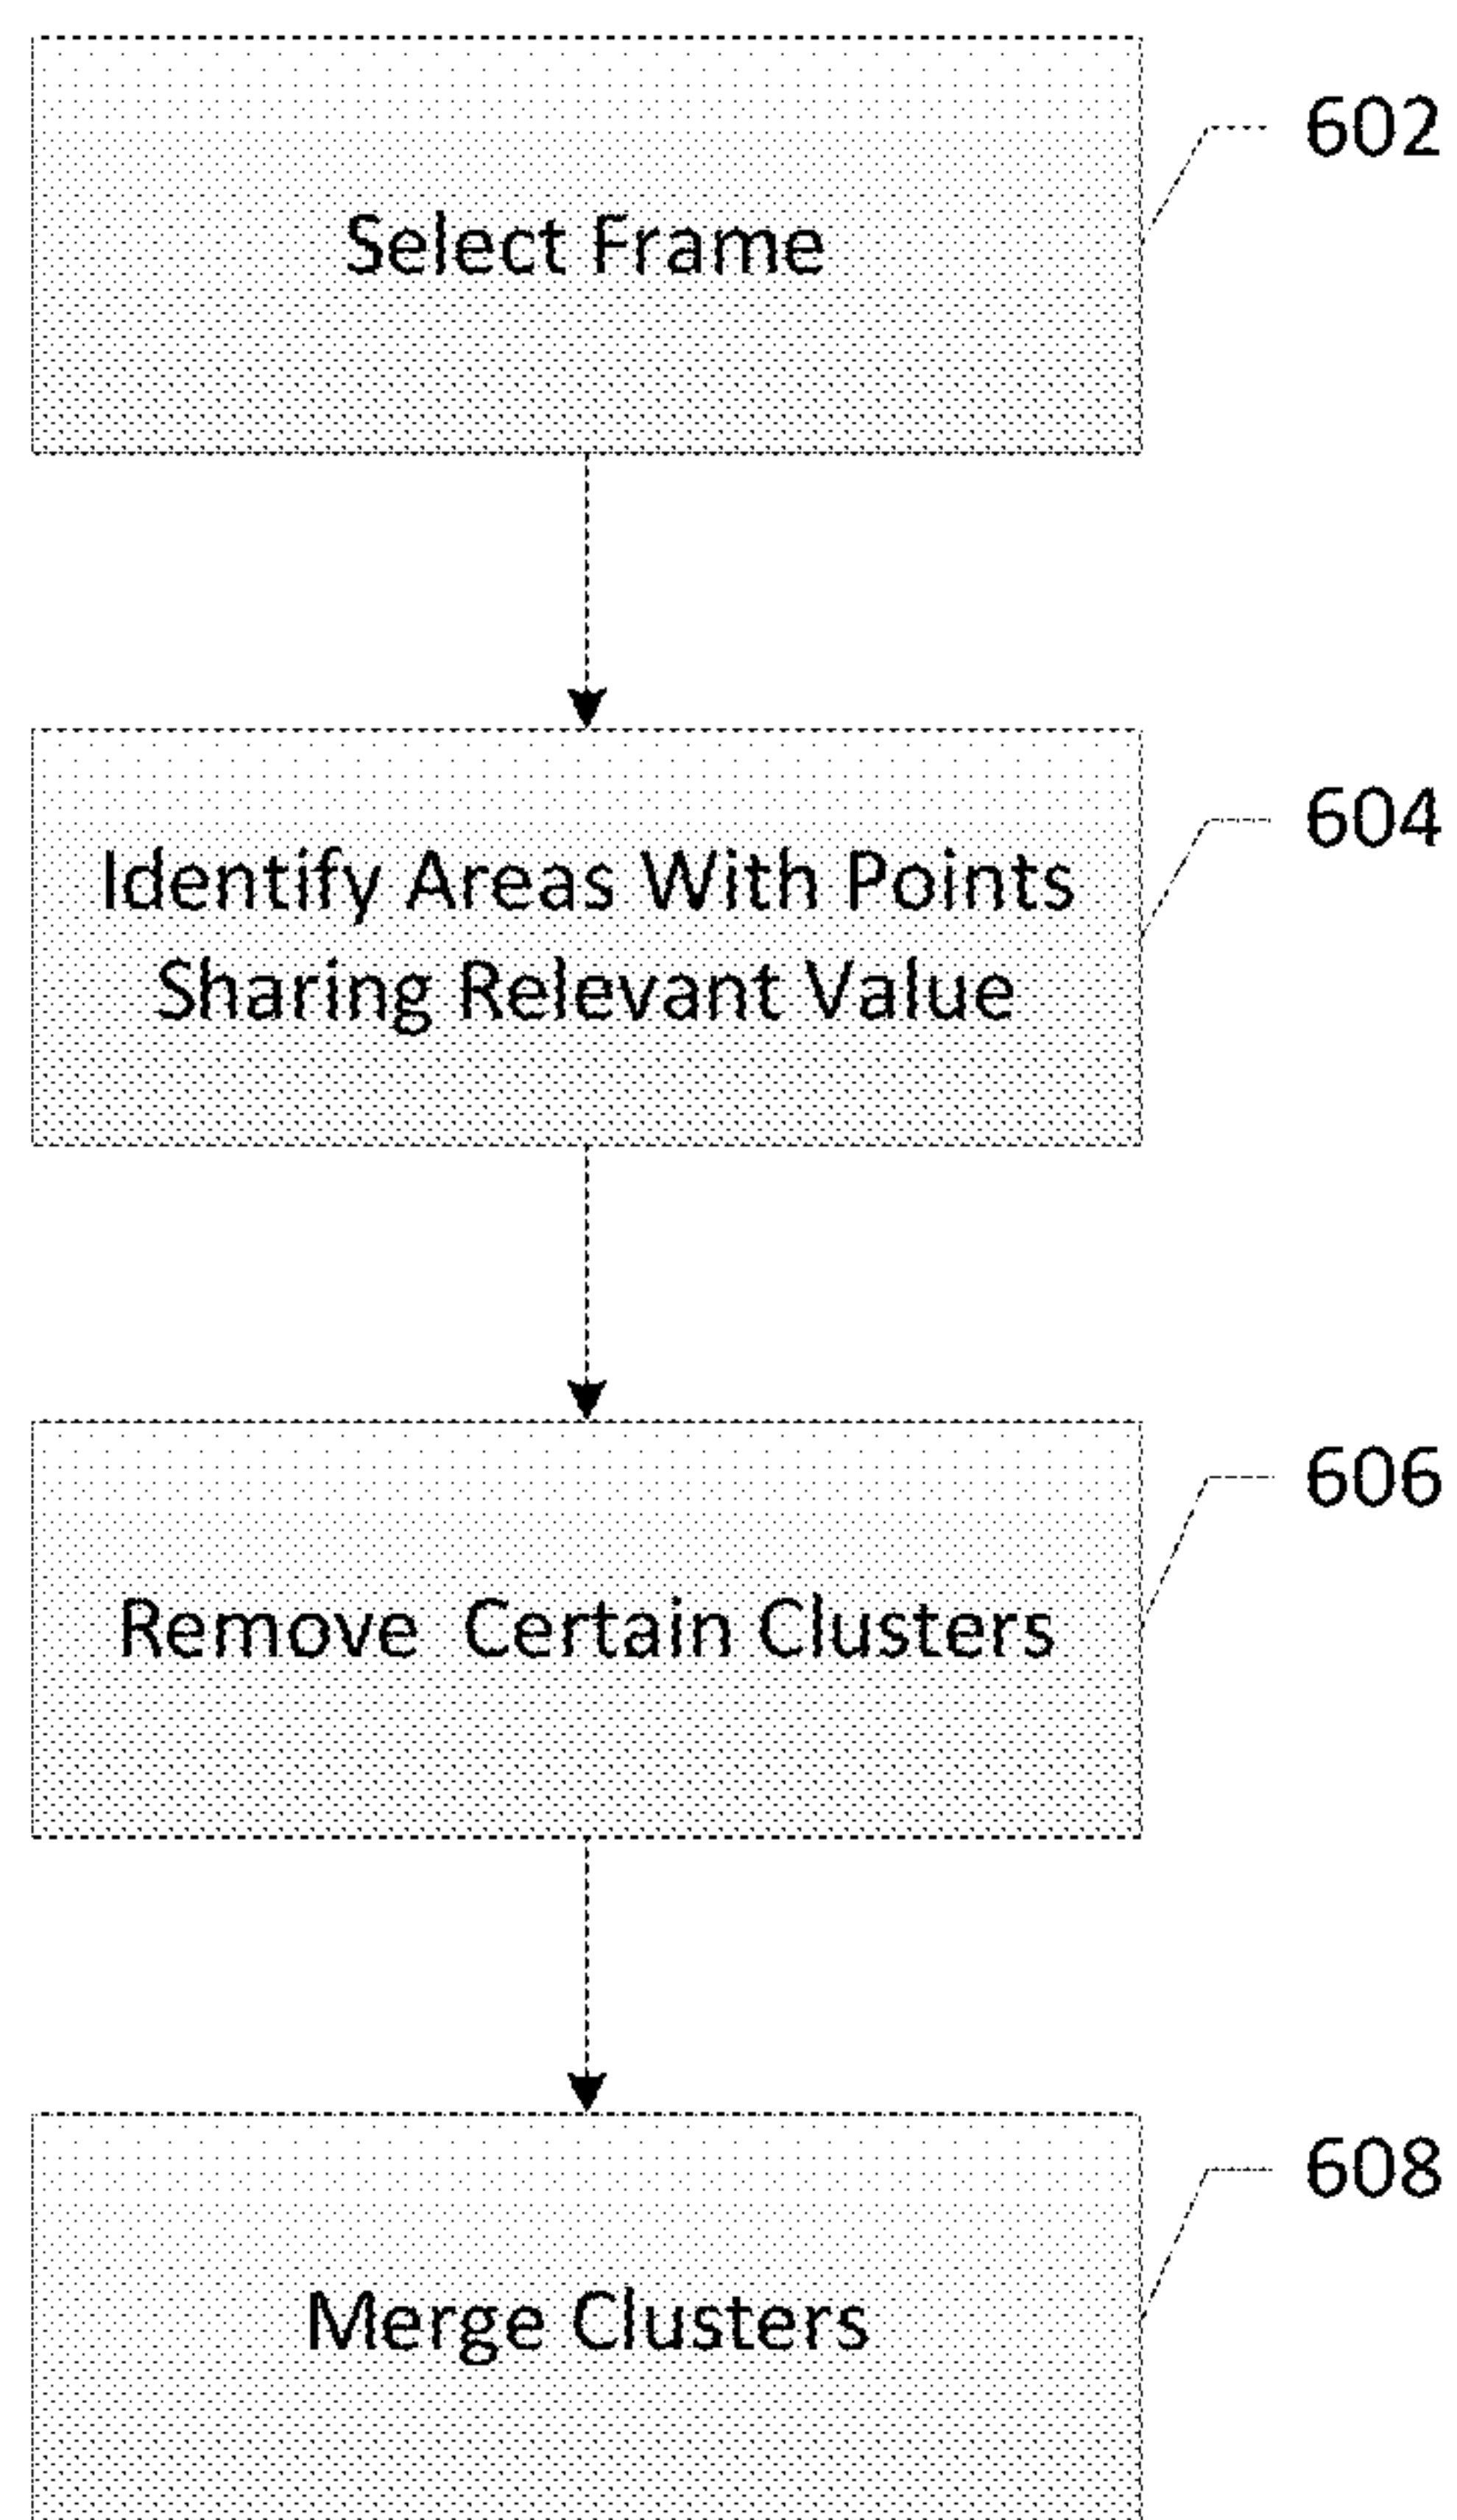 602
Select Frame
604
Identify Areas With Points
Sharing Relevant Value
606
Remove  Certain Clusters
608
Merge Clusters